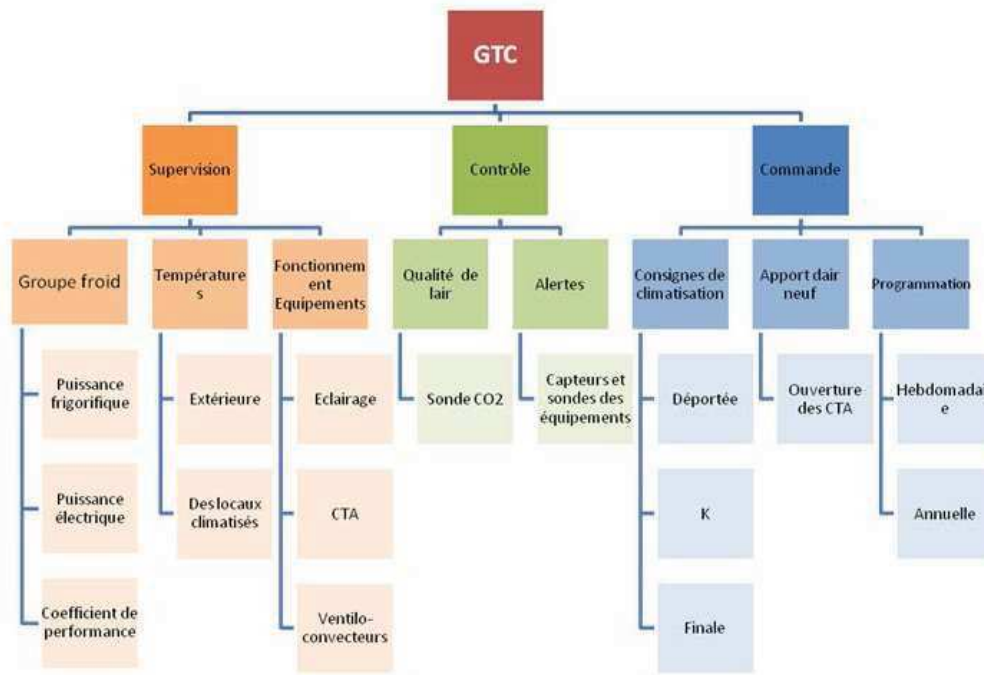 GTC
Supervision
Contrôle
Commande
Groupe froid
Température
s
Fonctionnem
ent
Equipements
Qualité de
lair
Alertes
Consignes de
climatisation
Apport dair
neuf
Programmation
Puissance
frigorifique
Extérieure
Eclairage
Sonde CO2
Capteurs et
sondes des
équipements
Déportée
Ouverture
des CTA
Hebdomadair
e
Puissance
électrique
Des locaux
climatisés
CTA
K
Annuelle
Coefficient de
performance
Ventilo-
convecteurs
Finale